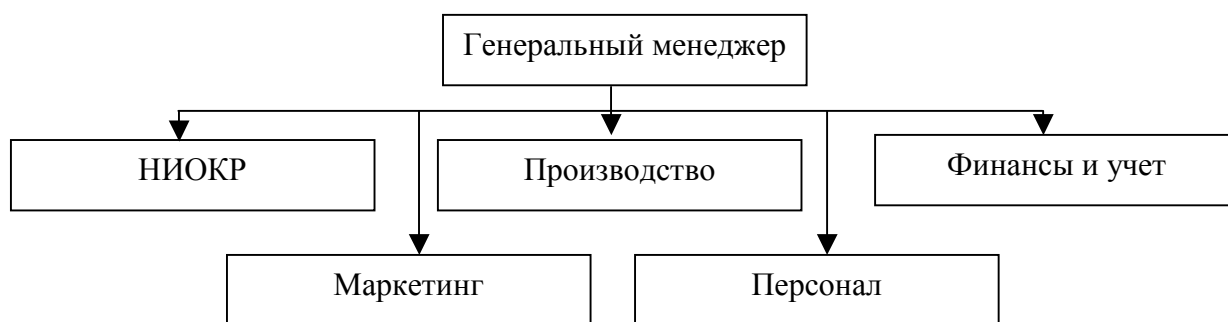 Генеральный менеджер
НИОКР
Производство
Финансы и учет
Маркетинг
Персонал